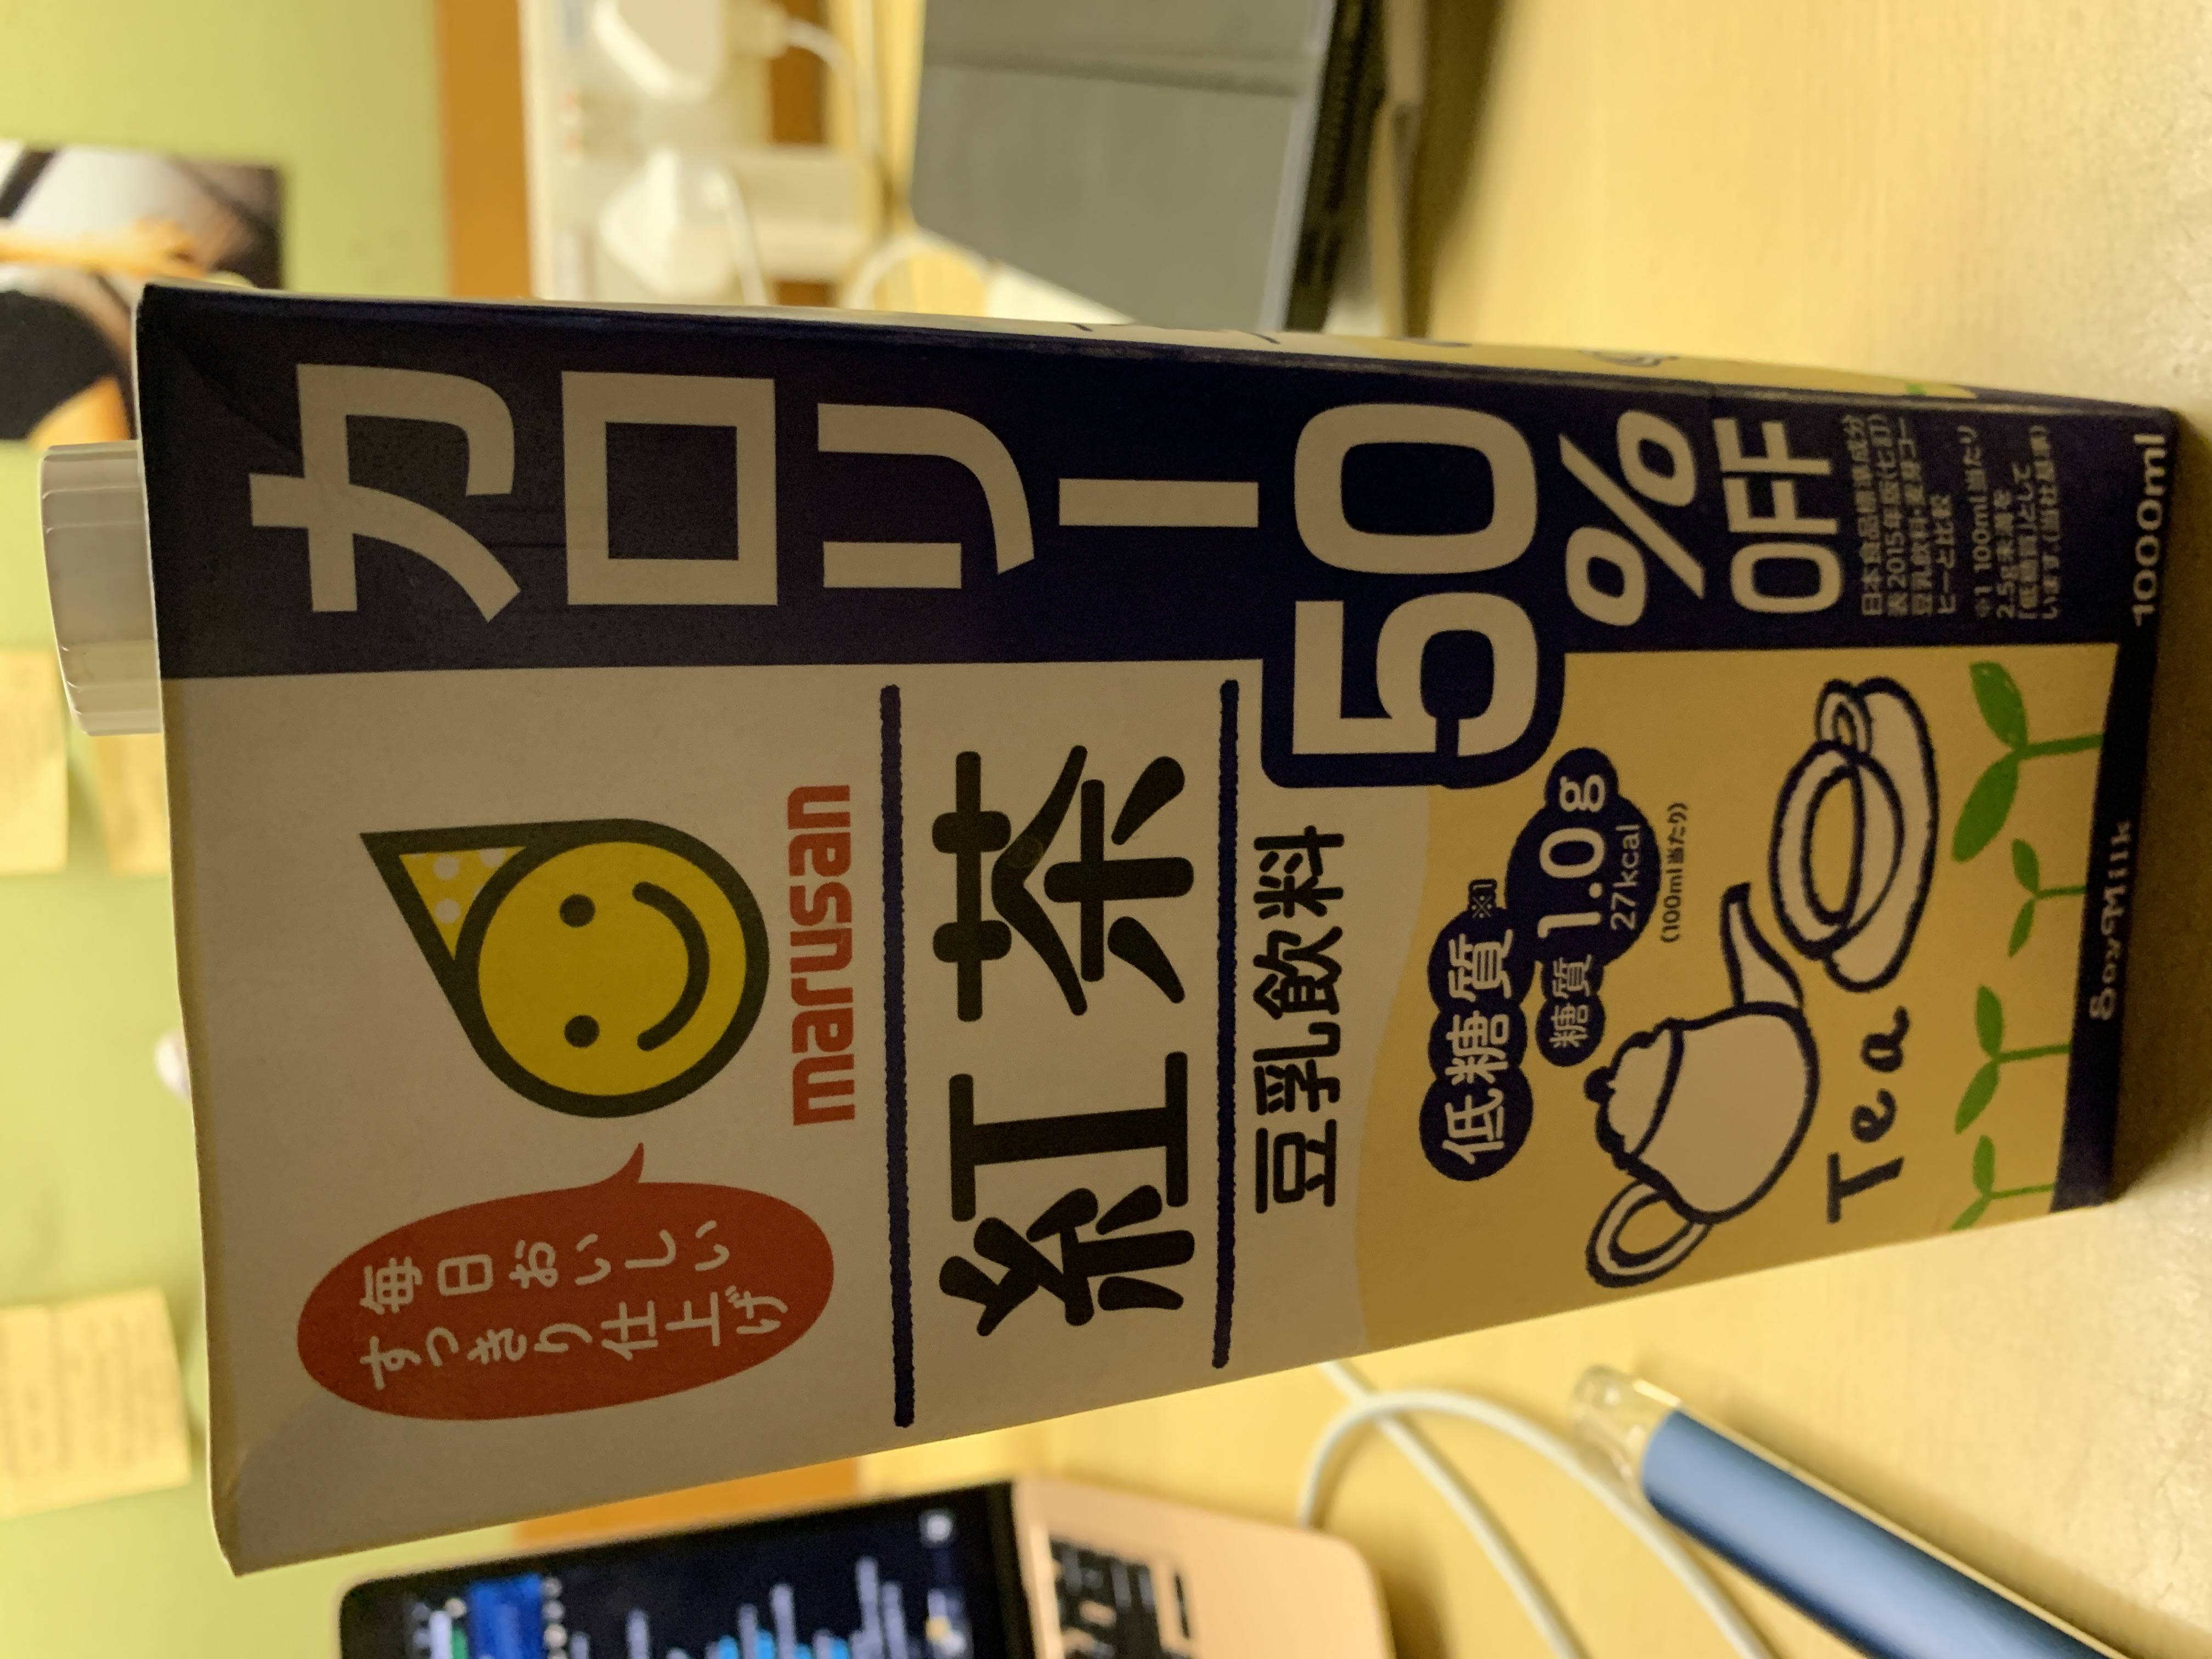 カロリー50%OFF
日本食品標準成分
表2015年版(七訂)
豆乳飲料・麦芽コー
ヒーと比較
※1 100ml当たり
2.5g未満を
「低糖質」として
います。(当社基準)
1000ml
毎日おいしい
すっきり仕上げ
marusan
紅茶
豆乳飲料
低糖質※1
糖質1.0g
27kcal
(100ml当たり)
Tea
SoyMilk